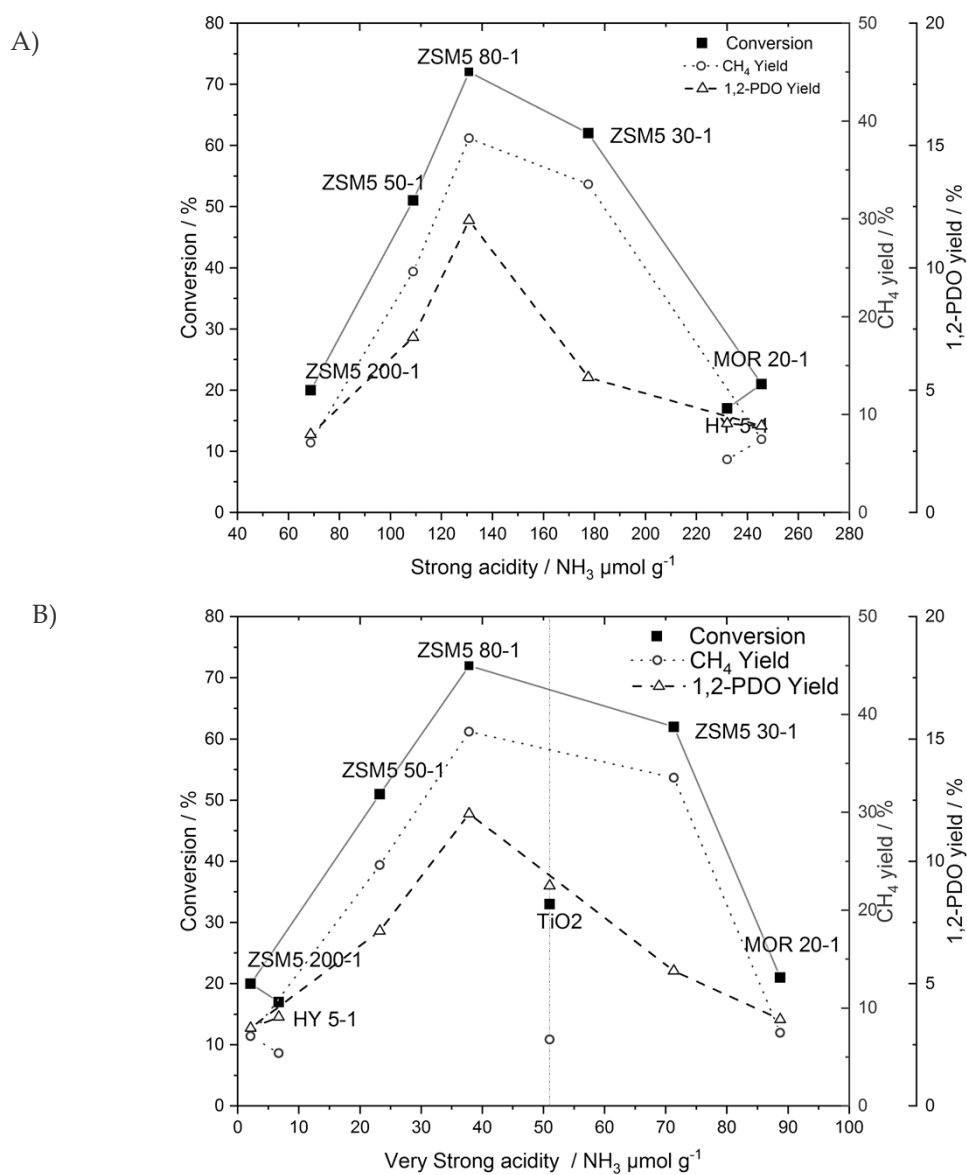 A)
80
70
60
50
40
30
20
10
0
Conversion / %
40 60 80 100 120 140 160 180 200 220 240 260 280
Strong acidity / NH₃ μmol g⁻¹
ZSM5 80-1
ZSM5 30-1
ZSM5 50-1
ZSM5 200-1
MOR 20-1
HY 5-1
Conversion
CH₄ Yield
1,2-PDO Yield
50
40
30
20
10
0
CH₄ yield / %
20
15
10
5
0
1,2-PDO yield / %
B)
80
70
60
50
40
30
20
10
0
Conversion / %
0 10 20 30 40 50 60 70 80 90 100
Very Strong acidity / NH₃ μmol g⁻¹
ZSM5 80-1
ZSM5 30-1
ZSM5 50-1
TiO2
ZSM5 200-1
MOR 20-1
HY 5-1
Conversion
CH₄ Yield
1,2-PDO Yield
50
40
30
20
10
0
CH₄ yield / %
20
15
10
5
0
1,2-PDO yield / %